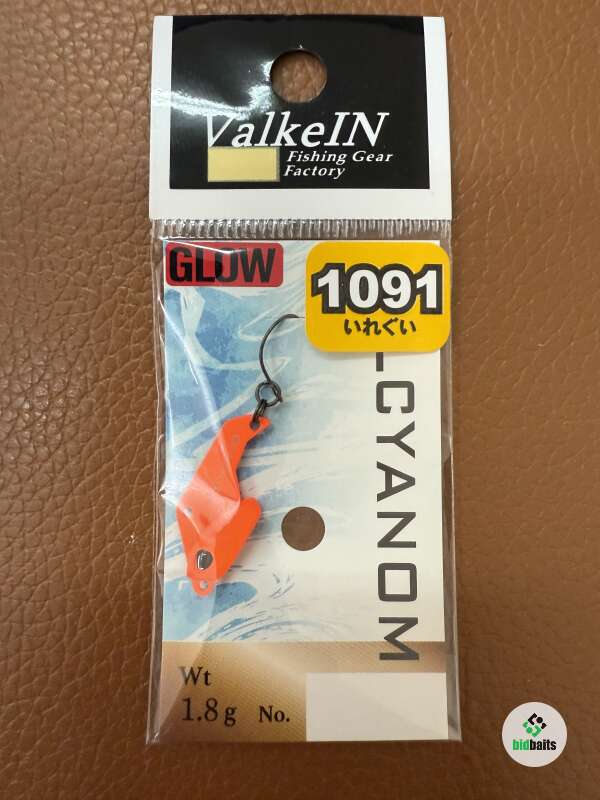 ValkeIN
Fishing Gear
Factory
GLOW
1091
いれぐい
LCYANOM
Wt
1.8g No.
bidbaits